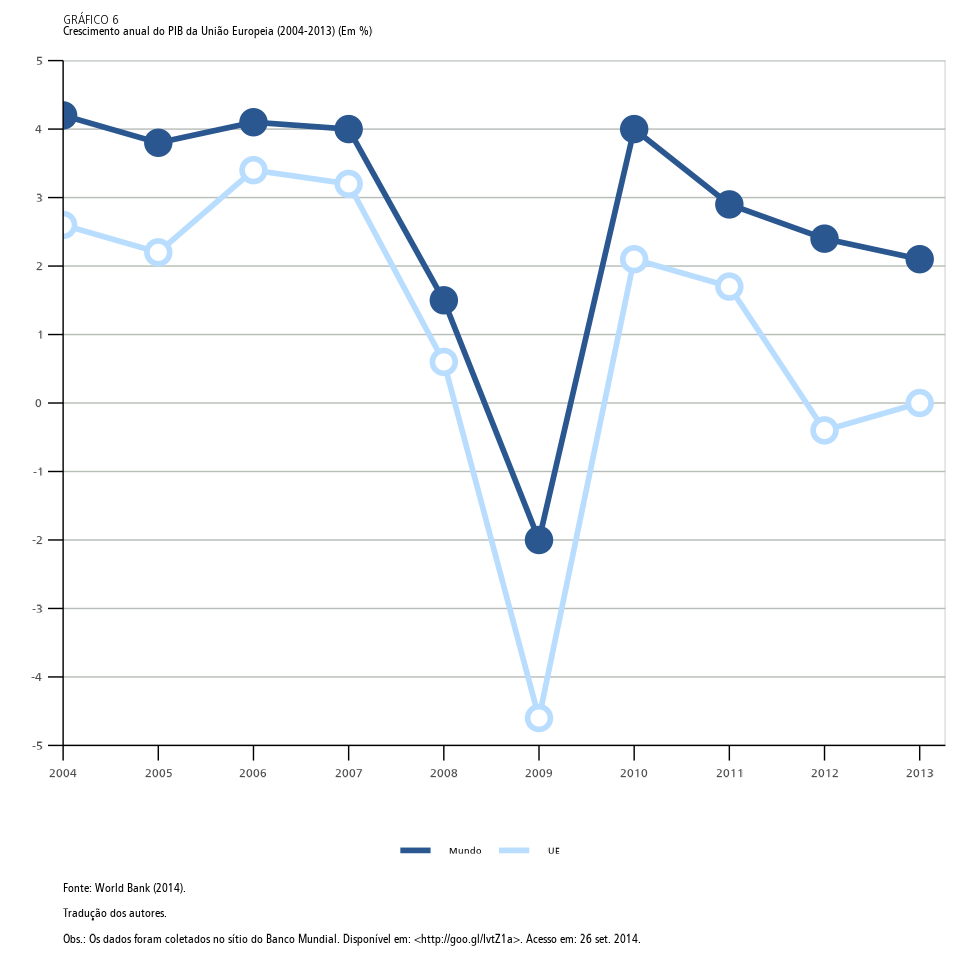 GRÁFICO 6
Crescimento anual do PIB da União Europeia (2004-2013) (Em %)
5
4
3
2
1
0
-1
-2
-3
-4
-5
2004 2005 2006 2007 2008 2009 2010 2011 2012 2013
Mundo UE
Fonte: World Bank (2014).
Tradução dos autores.
Obs.: Os dados foram coletados no sítio do Banco Mundial. Disponível em: <http://goo.gl/lvtZ1a>. Acesso em: 26 set. 2014.